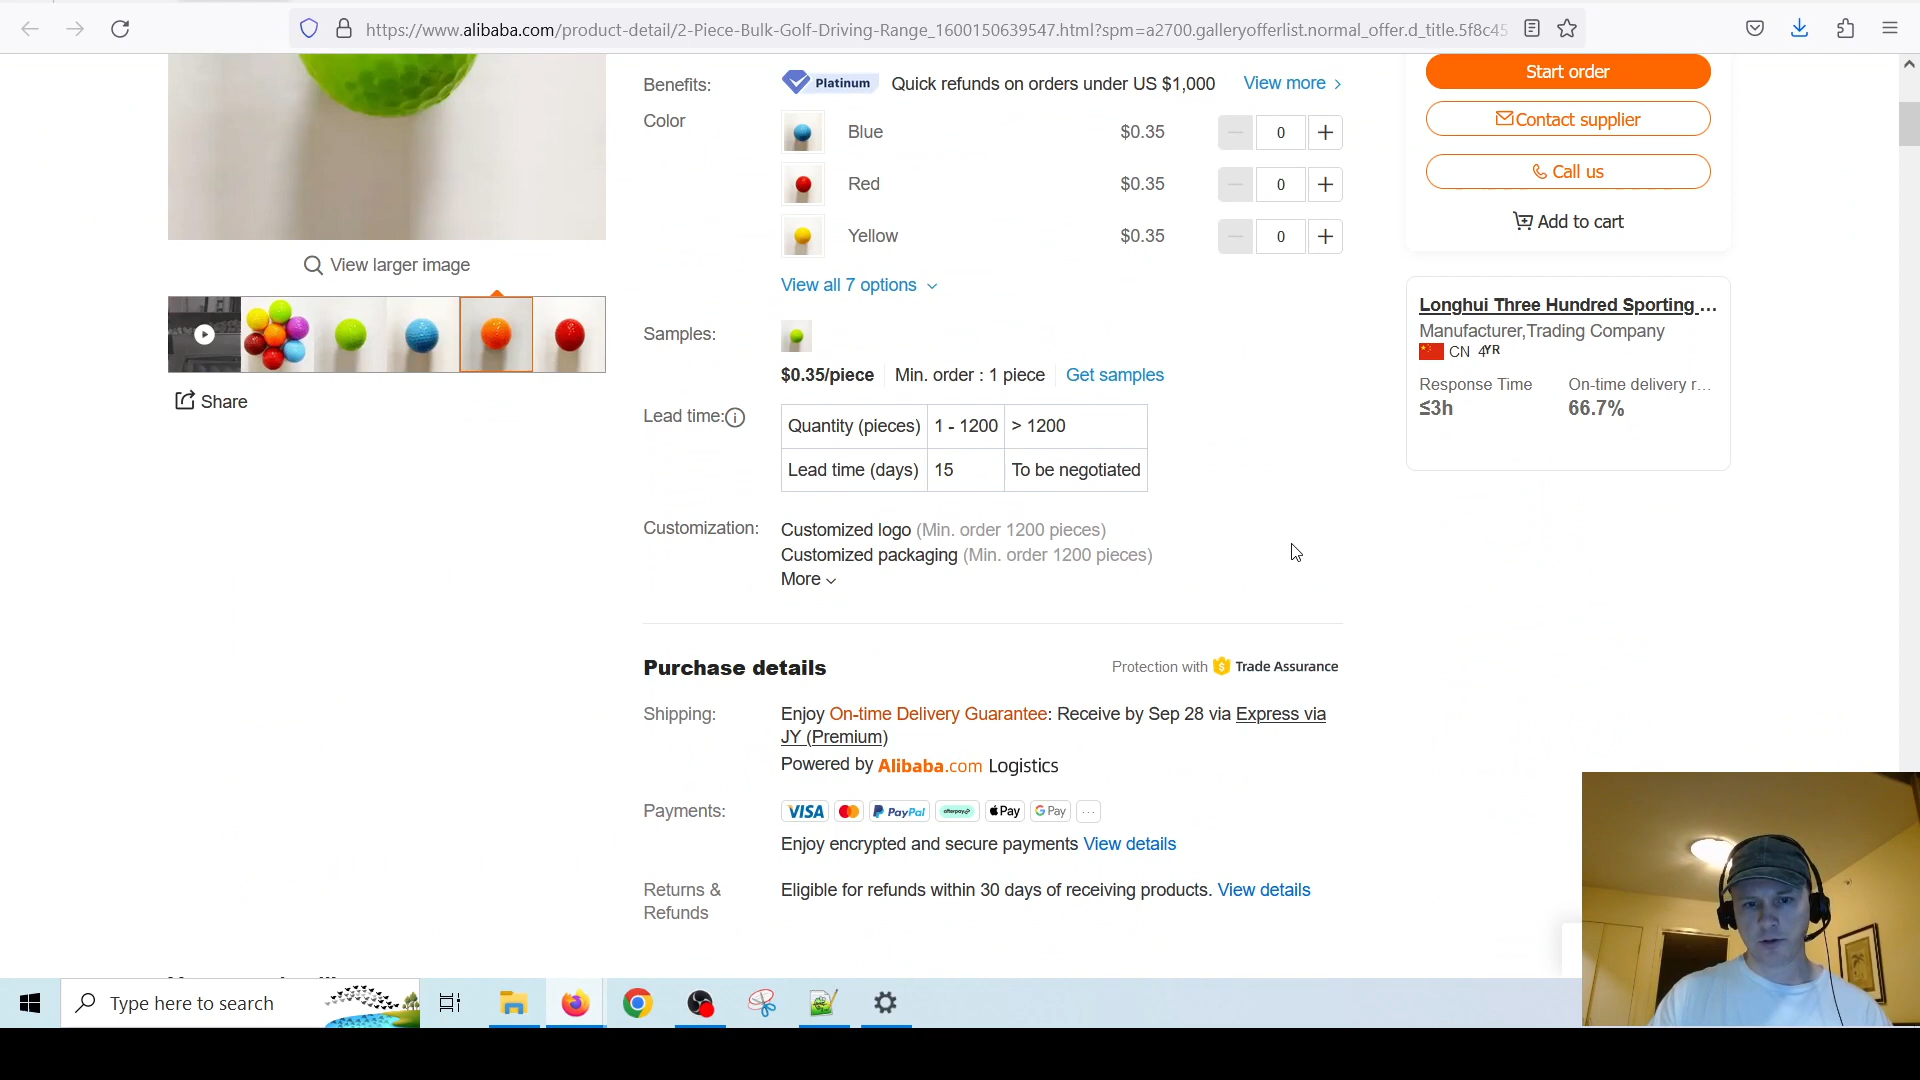 https://www.alibaba.com/product-detail/2-Piece-Bulk-Golf-Driving-Range_1600150639547.html?spm=a2700.galleryofferlist.normal_offer.d_title.5f8c45
Benefits: Platinum Quick refunds on orders under US $1,000 View more >
Color
Blue $0.35 — 0 +
Red $0.35 — 0 +
Yellow $0.35 — 0 +
View all 7 options
View larger image
Share
Samples:
$0.35/piece Min. order : 1 piece Get samples
Lead time:
Quantity (pieces) 1 - 1200 > 1200
Lead time (days) 15 To be negotiated
Customization: Customized logo (Min. order 1200 pieces)
Customized packaging (Min. order 1200 pieces)
More
Purchase details Protection with Trade Assurance
Shipping: Enjoy On-time Delivery Guarantee: Receive by Sep 28 via Express via
JY (Premium)
Powered by Alibaba.com Logistics
Payments: VISA PayPal afterpay Pay G Pay ...
Enjoy encrypted and secure payments View details
Returns & Eligible for refunds within 30 days of receiving products. View details
Refunds
Start order
Contact supplier
Call us
Add to cart
Longhui Three Hundred Sporting ...
Manufacturer,Trading Company
CN 4YR
Response Time On-time delivery r...
≤3h 66.7%
Type here to search